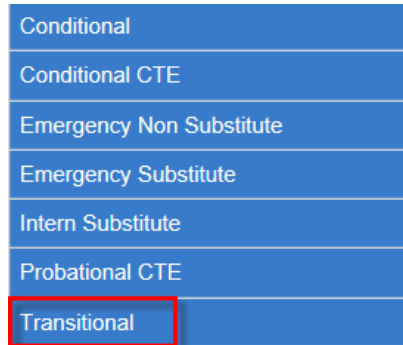 Conditional
Conditional CTE
Emergency Non Substitute
Emergency Substitute
Intern Substitute
Probational CTE
Transitional